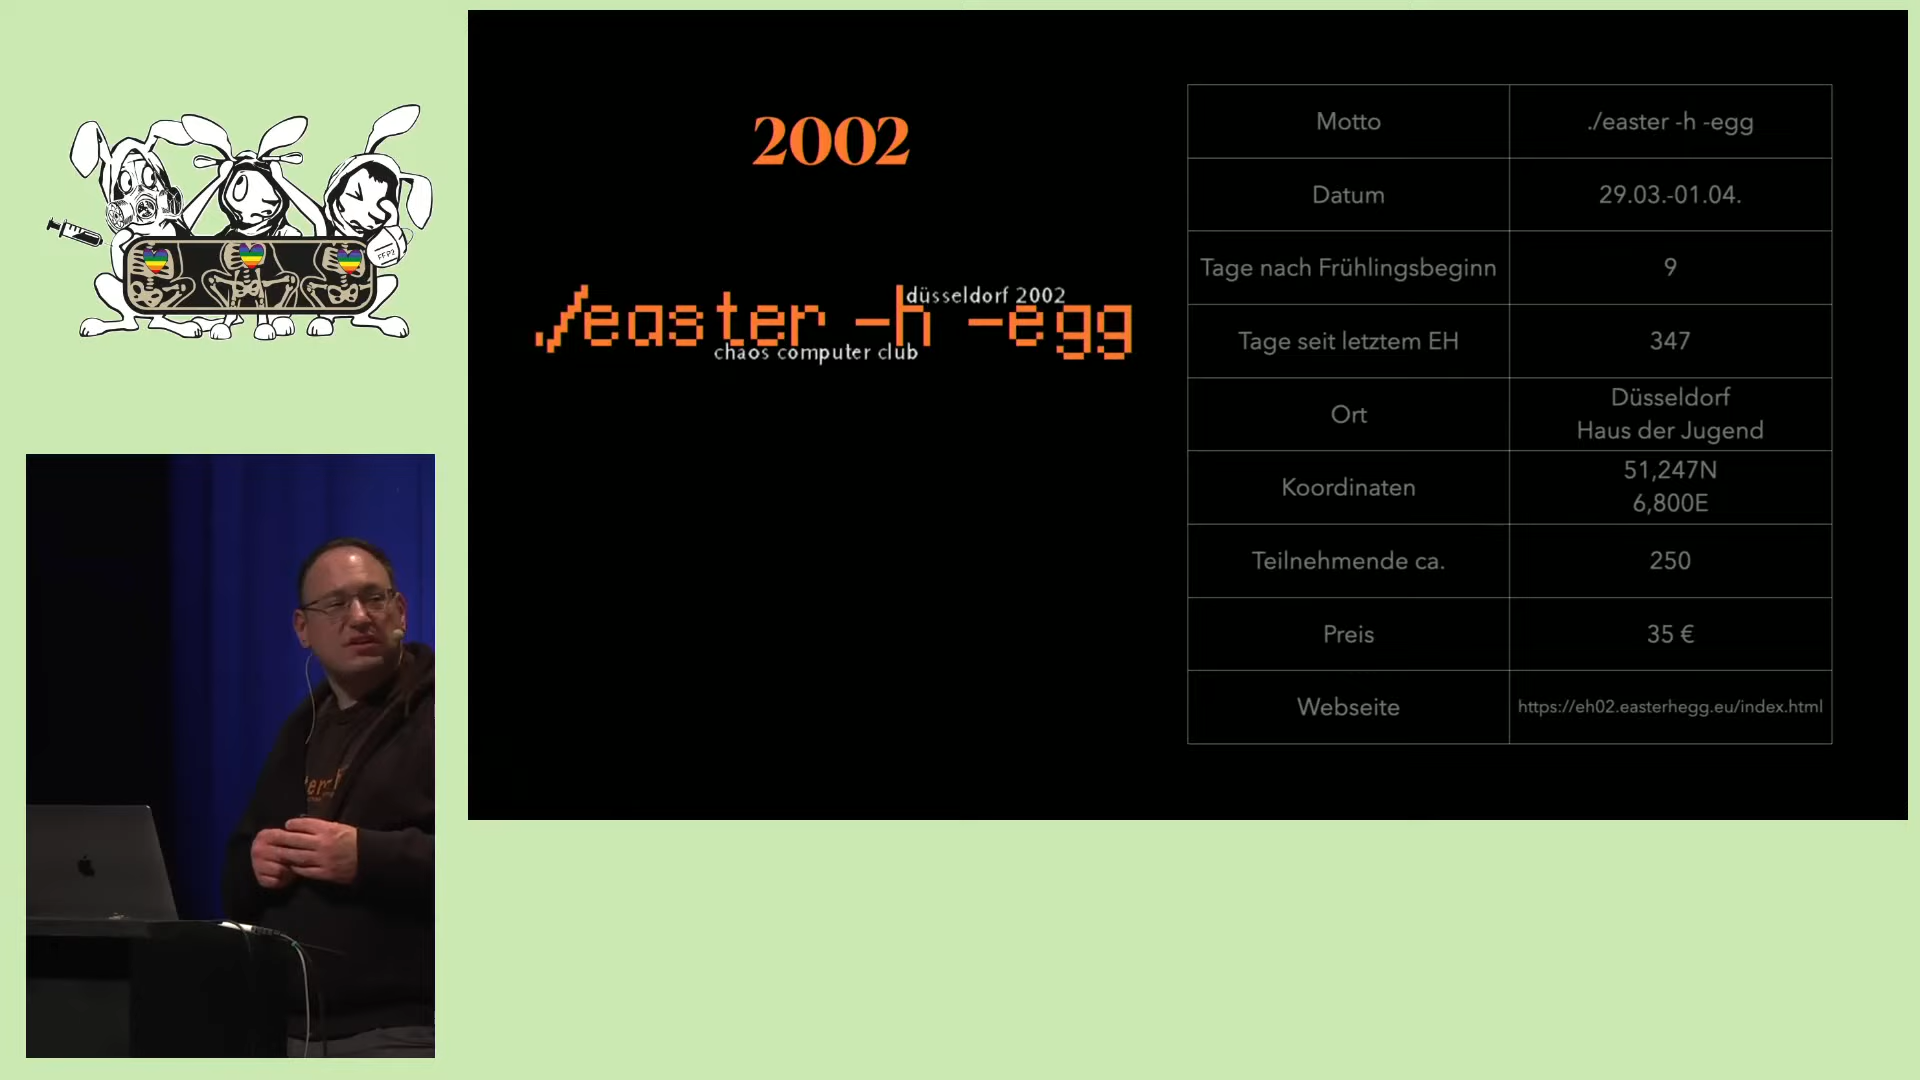 2002
./easter -h -egg
düsseldorf 2002
chaos computer club
Motto ./easter -h -egg
Datum 29.03.-01.04.
Tage nach Frühlingsbeginn 9
Tage seit letztem EH 347
Ort Düsseldorf
Haus der Jugend
Koordinaten 51,247N
6,800E
Teilnehmende ca. 250
Preis 35 €
Webseite https://eh02.easterhegg.eu/index.html
FFP2